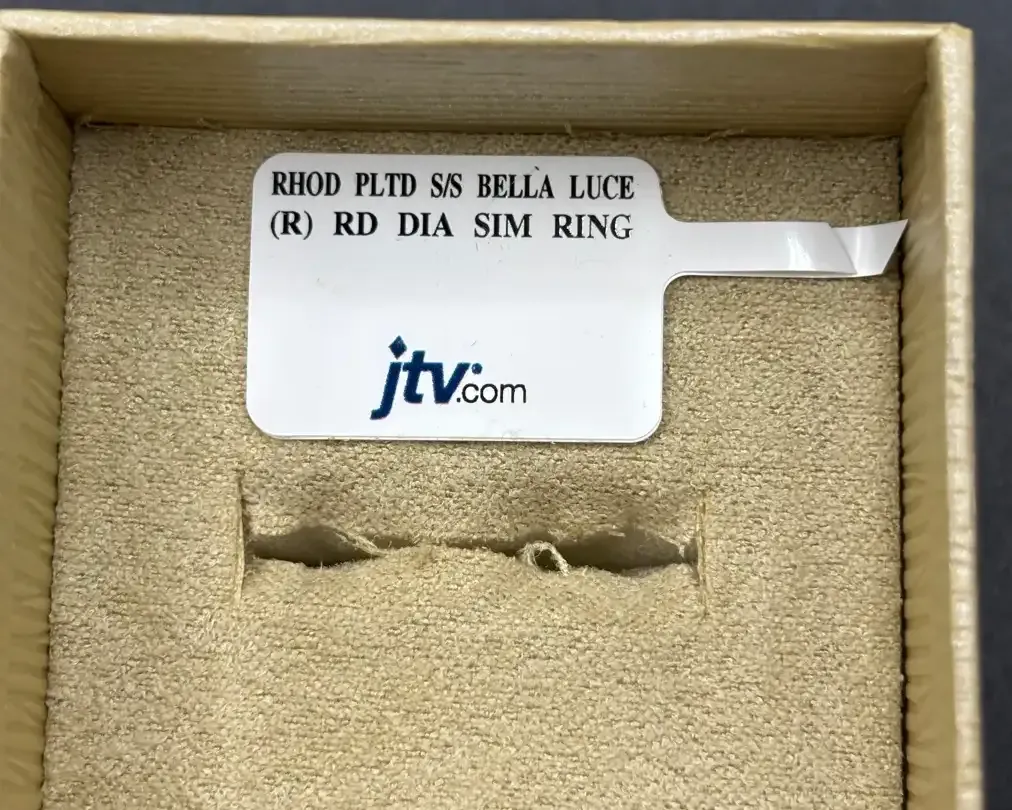 RHOD PLTD S/S BELLA LUCE
(R) RD DIA SIM RING
jtv.com